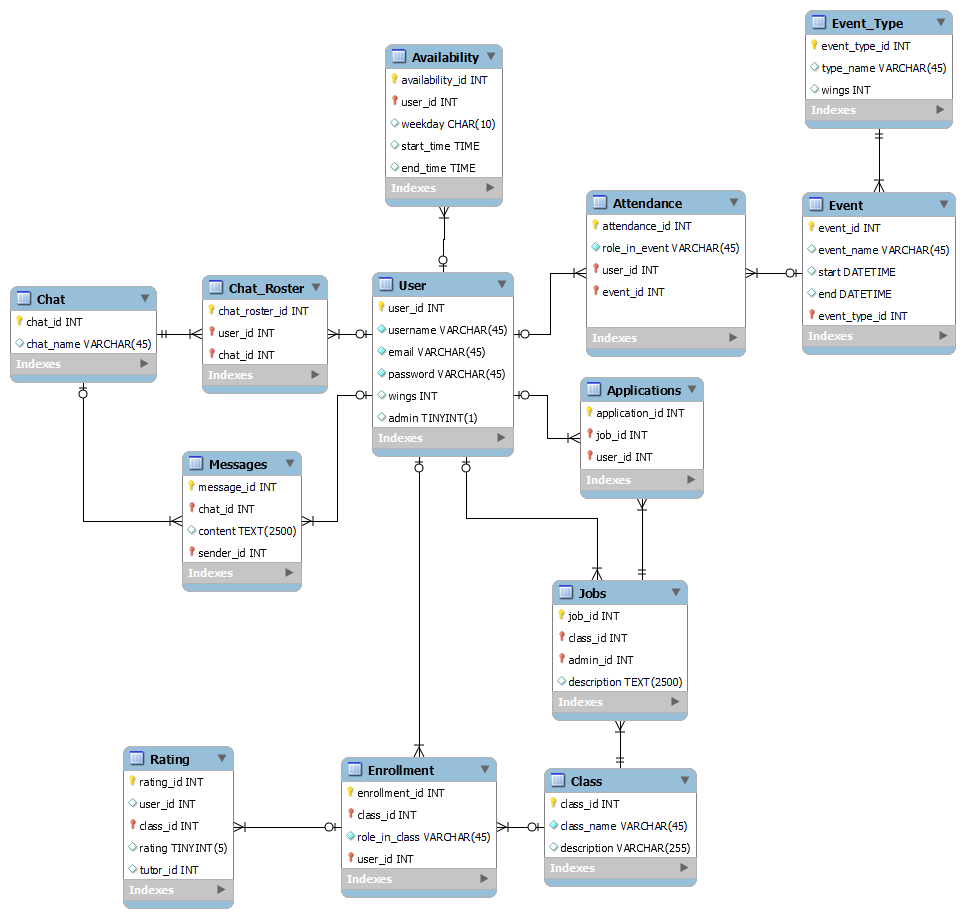 Event_Type
event_type_id INT
type_name VARCHAR(45)
wings INT
Indexes
Availability
availability_id INT
user_id INT
weekday CHAR(10)
start_time TIME
end_time TIME
Indexes
Attendance
attendance_id INT
role_in_event VARCHAR(45)
user_id INT
event_id INT
Indexes
Event
event_id INT
event_name VARCHAR(45)
start DATETIME
end DATETIME
event_type_id INT
Indexes
Chat
chat_id INT
chat_name VARCHAR(45)
Indexes
Chat_Roster
chat_roster_id INT
user_id INT
chat_id INT
Indexes
User
user_id INT
username VARCHAR(45)
email VARCHAR(45)
password VARCHAR(45)
wings INT
admin TINYINT(1)
Indexes
Applications
application_id INT
job_id INT
user_id INT
Indexes
Messages
message_id INT
chat_id INT
content TEXT(2500)
sender_id INT
Indexes
Jobs
job_id INT
class_id INT
admin_id INT
description TEXT(2500)
Indexes
Rating
rating_id INT
user_id INT
class_id INT
rating TINYINT(5)
tutor_id INT
Indexes
Enrollment
enrollment_id INT
class_id INT
role_in_class VARCHAR(45)
user_id INT
Indexes
Class
class_id INT
class_name VARCHAR(45)
description VARCHAR(255)
Indexes